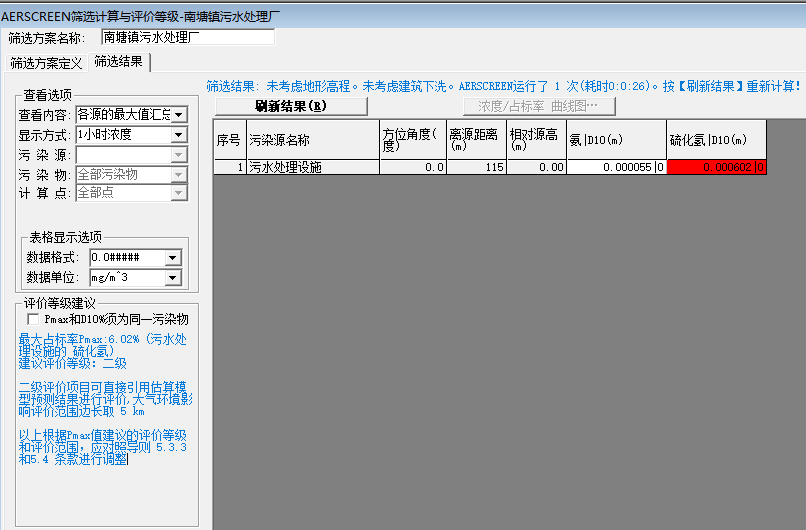 AERSCREEN筛选计算与评价等级-南塘镇污水处理厂
筛选方案名称: 南塘镇污水处理厂
筛选方案定义 筛选结果
筛选结果: 未考虑地形高程。未考虑建筑下洗。AERSCREEN运行了 1 次(耗时0:0:26)。按【刷新结果】重新计算!
刷新结果(R) 浓度/占标率 曲线图…
查看选项
查看内容: 各源的最大值汇总
显示方式: 1小时浓度
污 染 源:
污 染 物: 全部污染物
计 算 点: 全部点
表格显示选项
数据格式: 0.0#####
数据单位: mg/m^3
评价等级建议
Pmax和D10%须为同一污染物
最大占标率Pmax:6.02% (污水处
理设施的 硫化氢)
建议评价等级: 二级
二级评价项目可直接引用估算模
型预测结果进行评价,大气环境影
响评价范围边长取 5 km
以上根据Pmax值建议的评价等级
和评价范围，应对照导则 5.3.3
和5.4 条款进行调整
序号 污染源名称 方位角度(度) 离源距离(m) 相对源高(m) 氨|D10(m) 硫化氢|D10(m)
1 污水处理设施 0.0 115 0.00 0.000055|0 0.000602|0